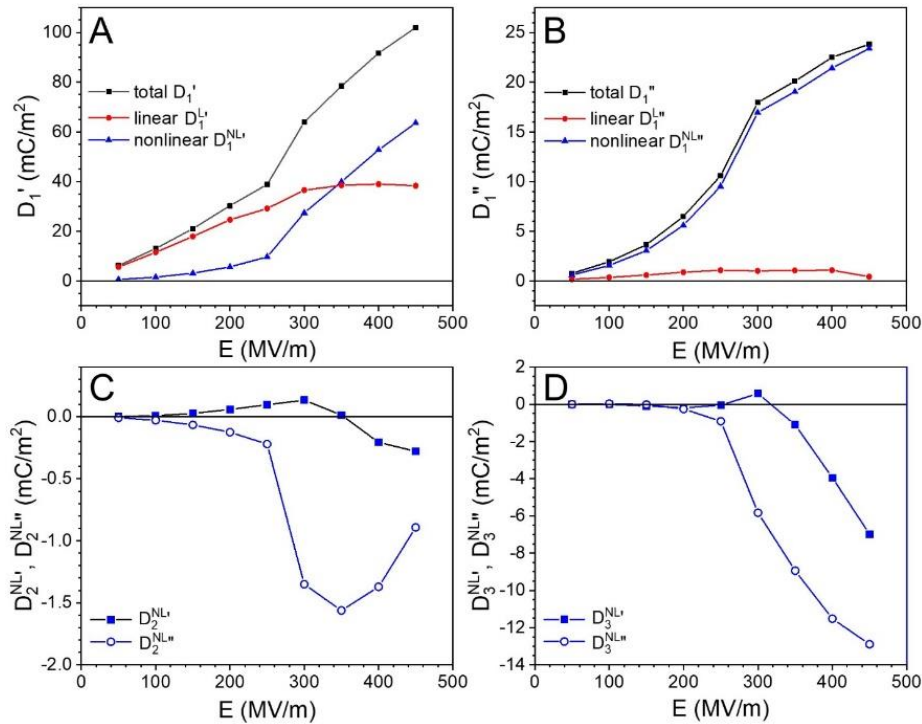 A
100
80
60
40
20
0
D₁' (mC/m²)
total D₁'
linear D₁ᴸ'
nonlinear D₁ᴺᴸ'
0 100 200 300 400 500
E (MV/m)
B
25
20
15
10
5
0
D₁" (mC/m²)
total D₁"
linear D₁ᴸ"
nonlinear D₁ᴺᴸ"
0 100 200 300 400 500
E (MV/m)
C
0.0
-0.5
-1.0
-1.5
-2.0
D₂ᴺᴸ', D₂ᴺᴸ" (mC/m²)
D₂ᴺᴸ'
D₂ᴺᴸ"
0 100 200 300 400 500
E (MV/m)
D
2
0
-2
-4
-6
-8
-10
-12
-14
D₃ᴺᴸ', D₃ᴺᴸ" (mC/m²)
D₃ᴺᴸ'
D₃ᴺᴸ"
0 100 200 300 400 500
E (MV/m)